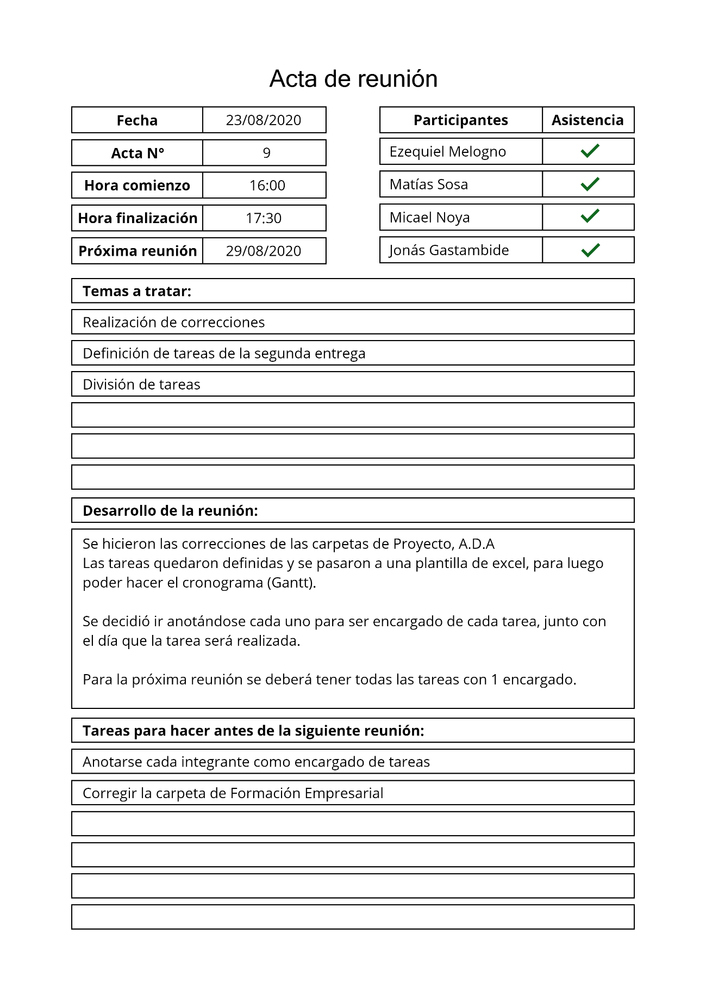 Acta de reunión
Fecha 23/08/2020
Acta N° 9
Hora comienzo 16:00
Hora finalización 17:30
Próxima reunión 29/08/2020
Participantes Asistencia
Ezequiel Melogno
Matías Sosa
Micael Noya
Jonás Gastambide
Temas a tratar:
Realización de correcciones
Definición de tareas de la segunda entrega
División de tareas
Desarrollo de la reunión:
Se hicieron las correcciones de las carpetas de Proyecto, A.D.A
Las tareas quedaron definidas y se pasaron a una plantilla de excel, para luego
poder hacer el cronograma (Gantt).
Se decidió ir anotándose cada uno para ser encargado de cada tarea, junto con
el día que la tarea será realizada.
Para la próxima reunión se deberá tener todas las tareas con 1 encargado.
Tareas para hacer antes de la siguiente reunión:
Anotarse cada integrante como encargado de tareas
Corregir la carpeta de Formación Empresarial